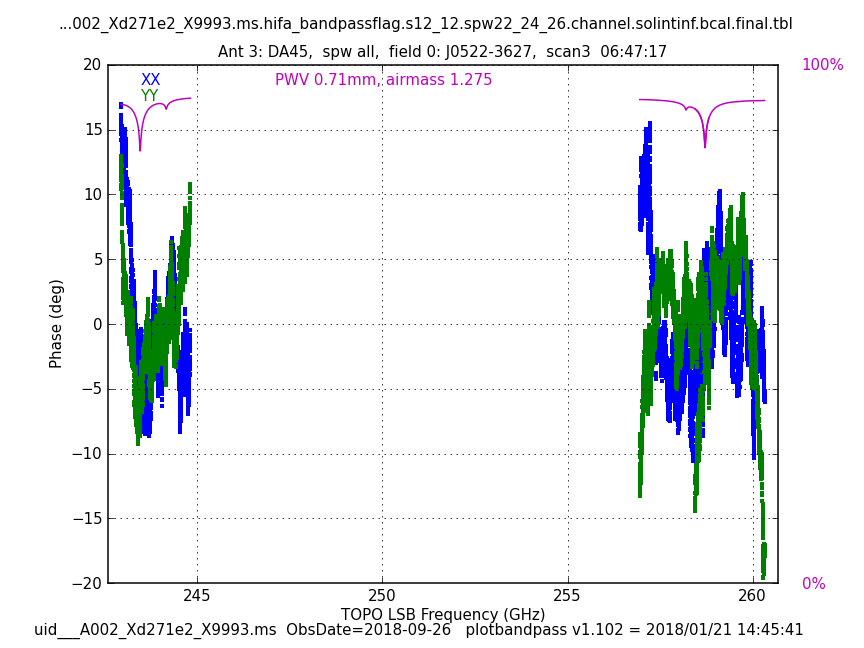 ...002_Xd271e2_X9993.ms.hifa_bandpassflag.s12_12.spw22_24_26.channel.solintinf.bcal.final.tbl
Ant 3: DA45,  spw all,  field 0: J0522-3627,  scan3  06:47:17
20
100%
XX
PWV 0.71mm, airmass 1.275
YY
15
10
5
0
Phase (deg)
−5
−10
−15
−20
0%
245
250
255
260
TOPO LSB Frequency (GHz)
uid___A002_Xd271e2_X9993.ms  ObsDate=2018-09-26   plotbandpass v1.102 = 2018/01/21 14:45:41